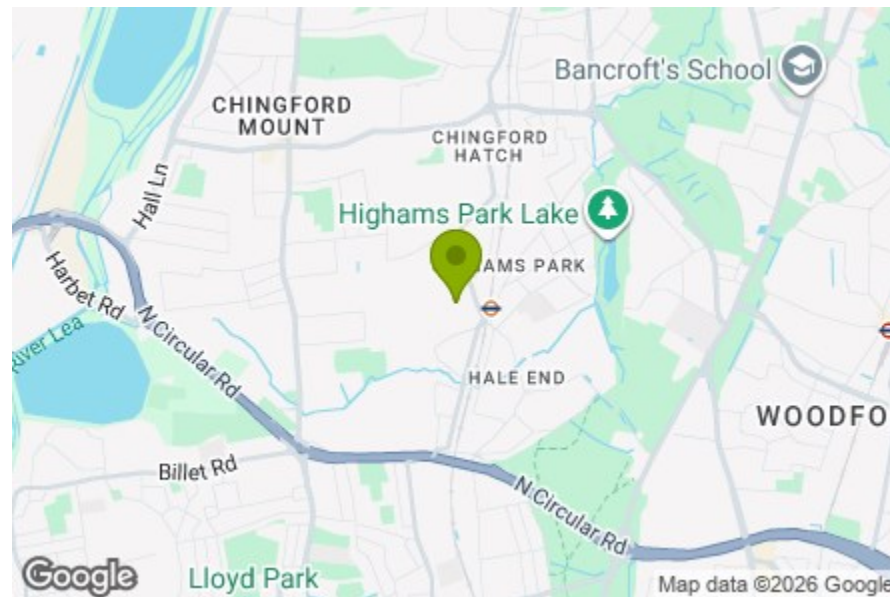 Bancroft's School
CHINGFORD
MOUNT
CHINGFORD
HATCH
Hall Ln
Highams Park Lake
HAMS PARK
Harbet Rd
N Circular Rd
River Lea
HALE END
WOODFO
Billet Rd
N Circular Rd
Google
Lloyd Park
Map data ©2026 Google